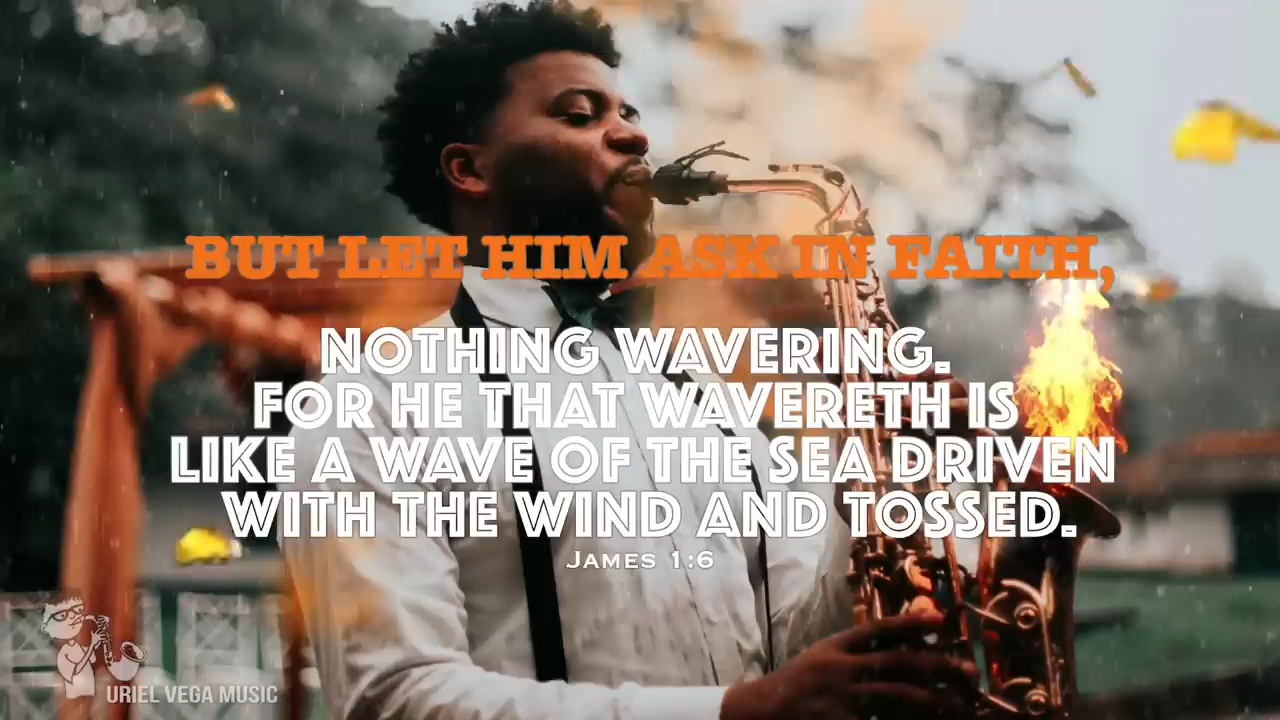 BUT LET HIM ASK IN FAITH,
NOTHING WAVERING.
FOR HE THAT WAVERETH IS
LIKE A WAVE OF THE SEA DRIVEN
WITH THE WIND AND TOSSED.
JAMES 1:6
URIEL VEGA MUSIC